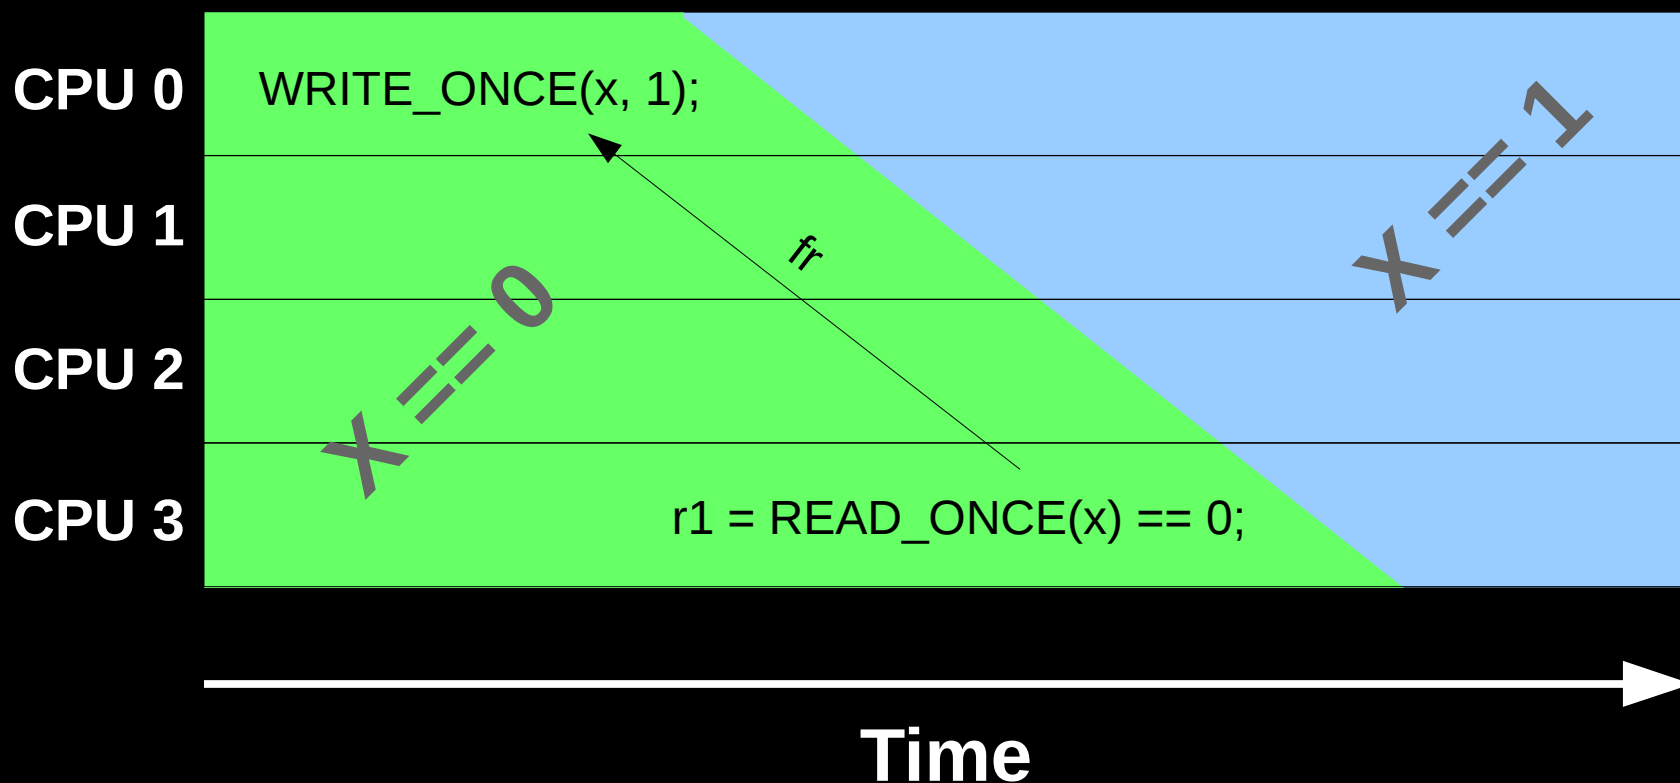 CPU 0
WRITE_ONCE(x, 1);
CPU 1
fr
X == 1
CPU 2
X == 0
CPU 3
r1 = READ_ONCE(x) == 0;
Time